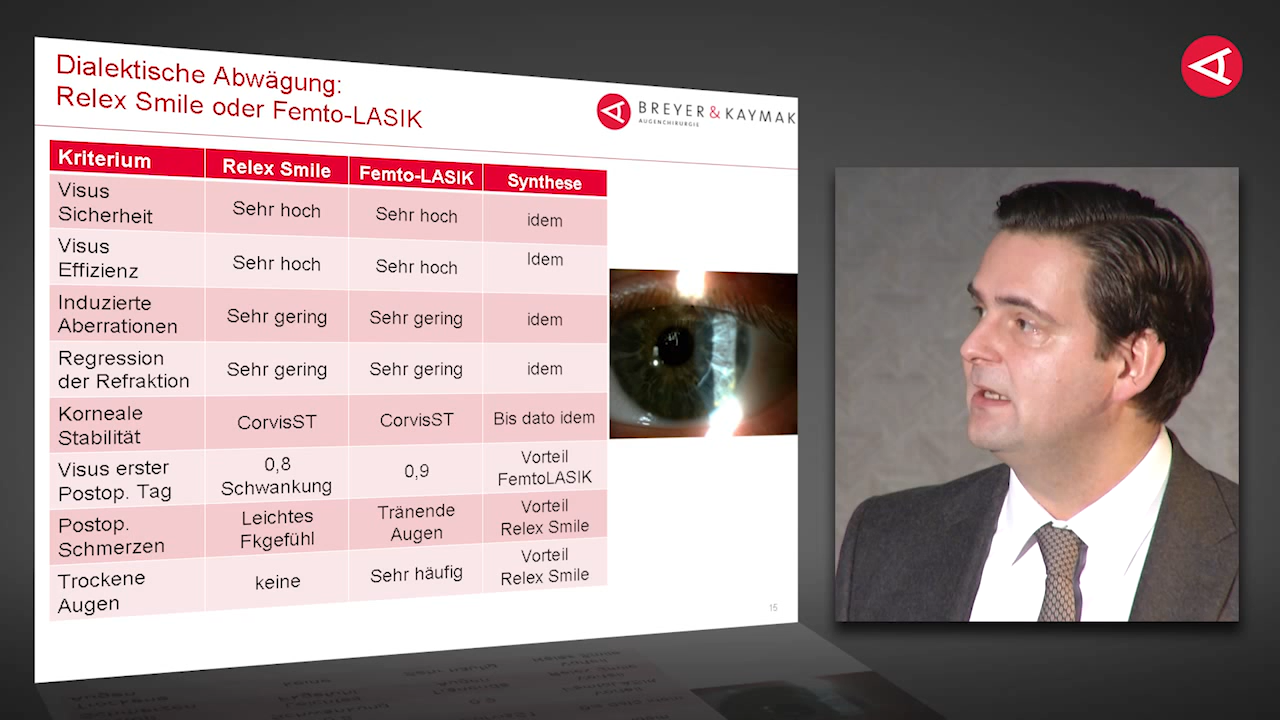 Dialektische Abwägung:
Relex Smile oder Femto-LASIK
BREYER & KAYMAK
AUGENCHIRURGIE
Kriterium Relex Smile Femto-LASIK Synthese
Visus
Sicherheit
Sehr hoch Sehr hoch idem
Visus
Effizienz
Sehr hoch Sehr hoch Idem
Induzierte
Aberrationen
Sehr gering Sehr gering idem
Regression
der Refraktion
Sehr gering Sehr gering idem
Korneale
Stabilität
CorvisST CorvisST Bis dato idem
Visus erster
Postop. Tag
0,8
Schwankung
0,9
Vorteil
FemtoLASIK
Postop.
Schmerzen
Leichtes
Fkgefühl
Tränende
Augen
Vorteil
Relex Smile
Trockene
Augen
keine
Sehr häufig
Vorteil
Relex Smile
15